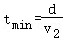 t_min = d/v_2